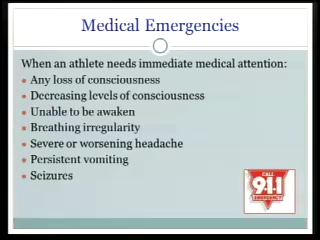 Medical Emergencies
When an athlete needs immediate medical attention:
Any loss of consciousness
Decreasing levels of consciousness
Unable to be awaken
Breathing irregularity
Severe or worsening headache
Persistent vomiting
Seizures
CALL
911
EMERGENCY